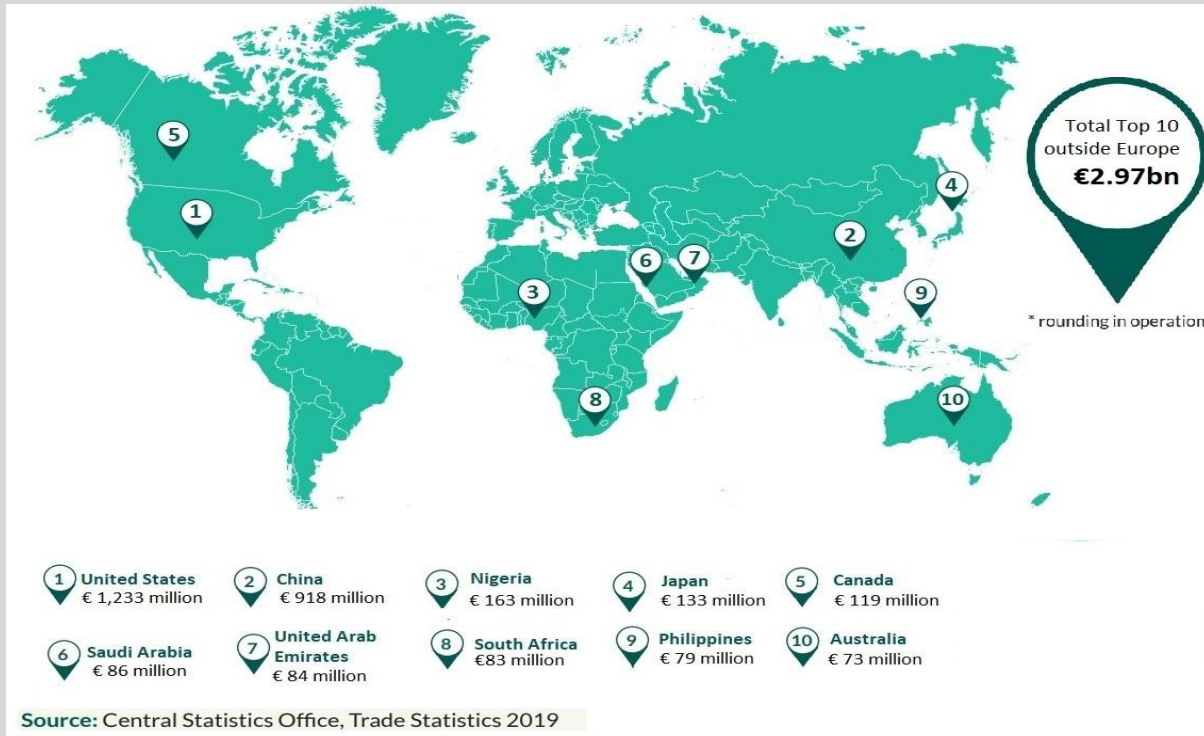 5
1
3
6
7
8
2
4
9
10
Total Top 10
outside Europe
€2.97bn
* rounding in operation
1 United States
€ 1,233 million
2 China
€ 918 million
3 Nigeria
€ 163 million
4 Japan
€ 133 million
5 Canada
€ 119 million
6 Saudi Arabia
€ 86 million
7 United Arab
Emirates
€ 84 million
8 South Africa
€83 million
9 Philippines
€ 79 million
10 Australia
€ 73 million
Source: Central Statistics Office, Trade Statistics 2019